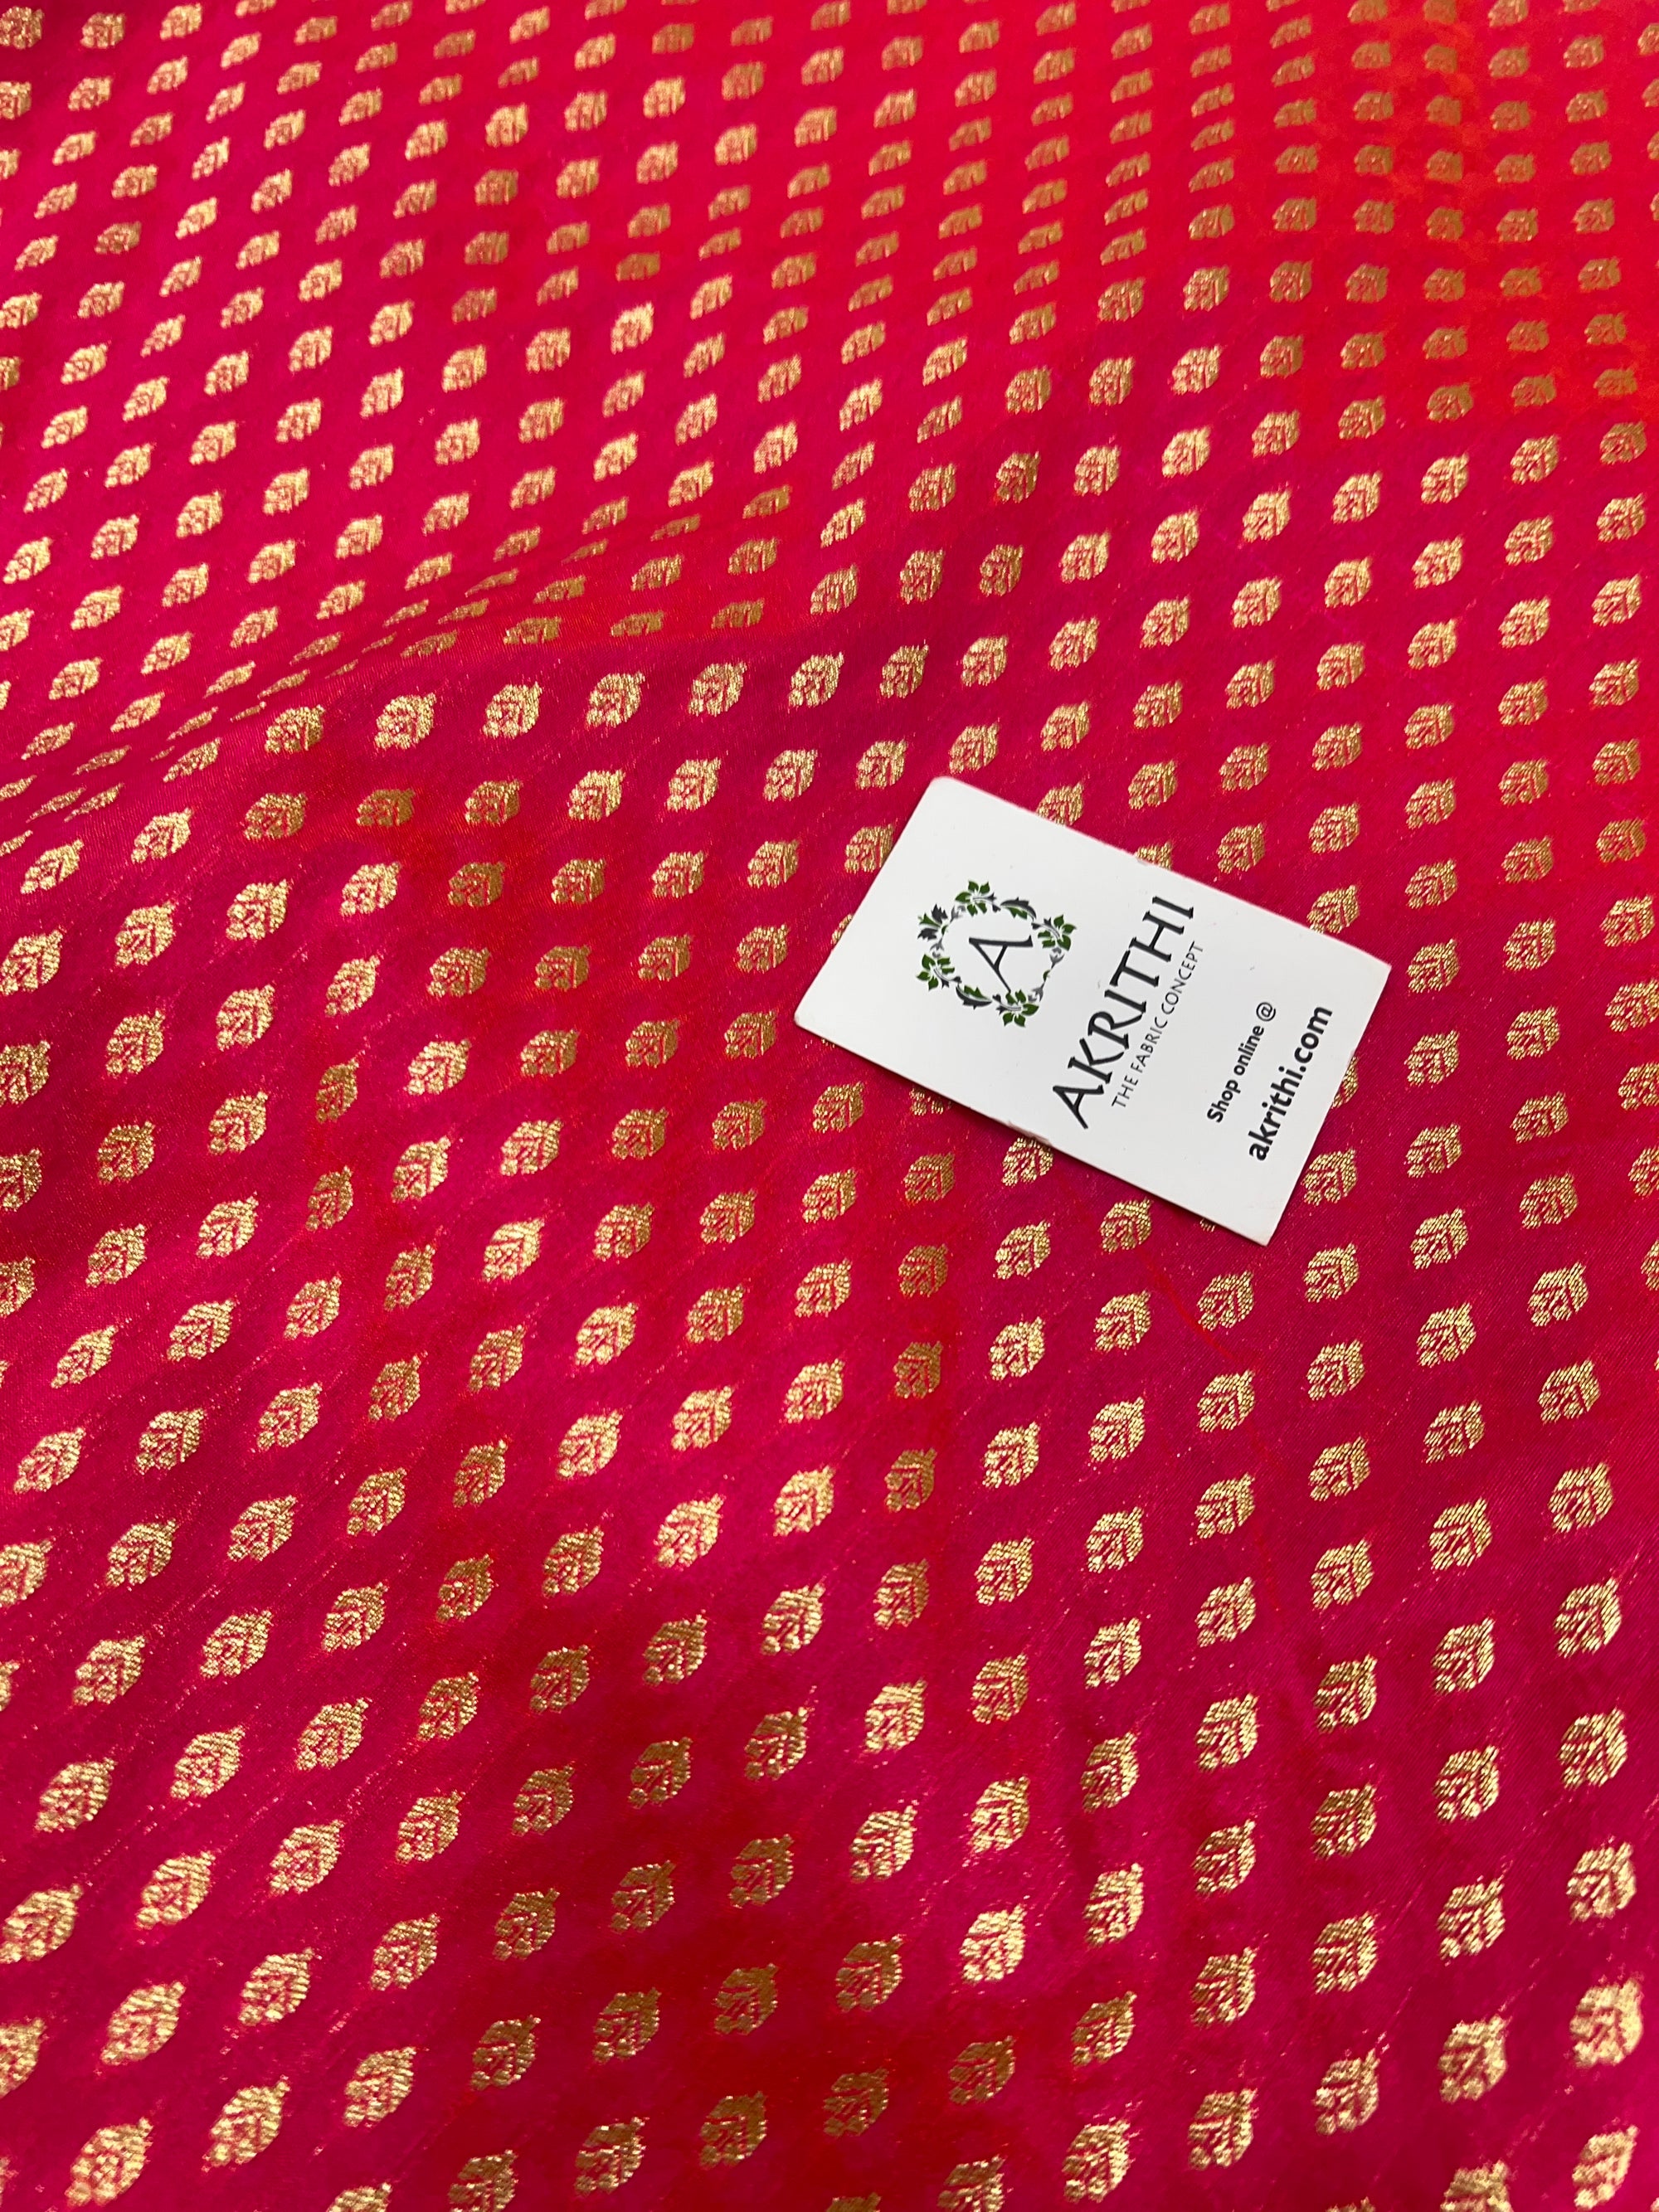 A
AKRITHI
THE FABRIC CONCEPT
Shop online @
akrithi.com